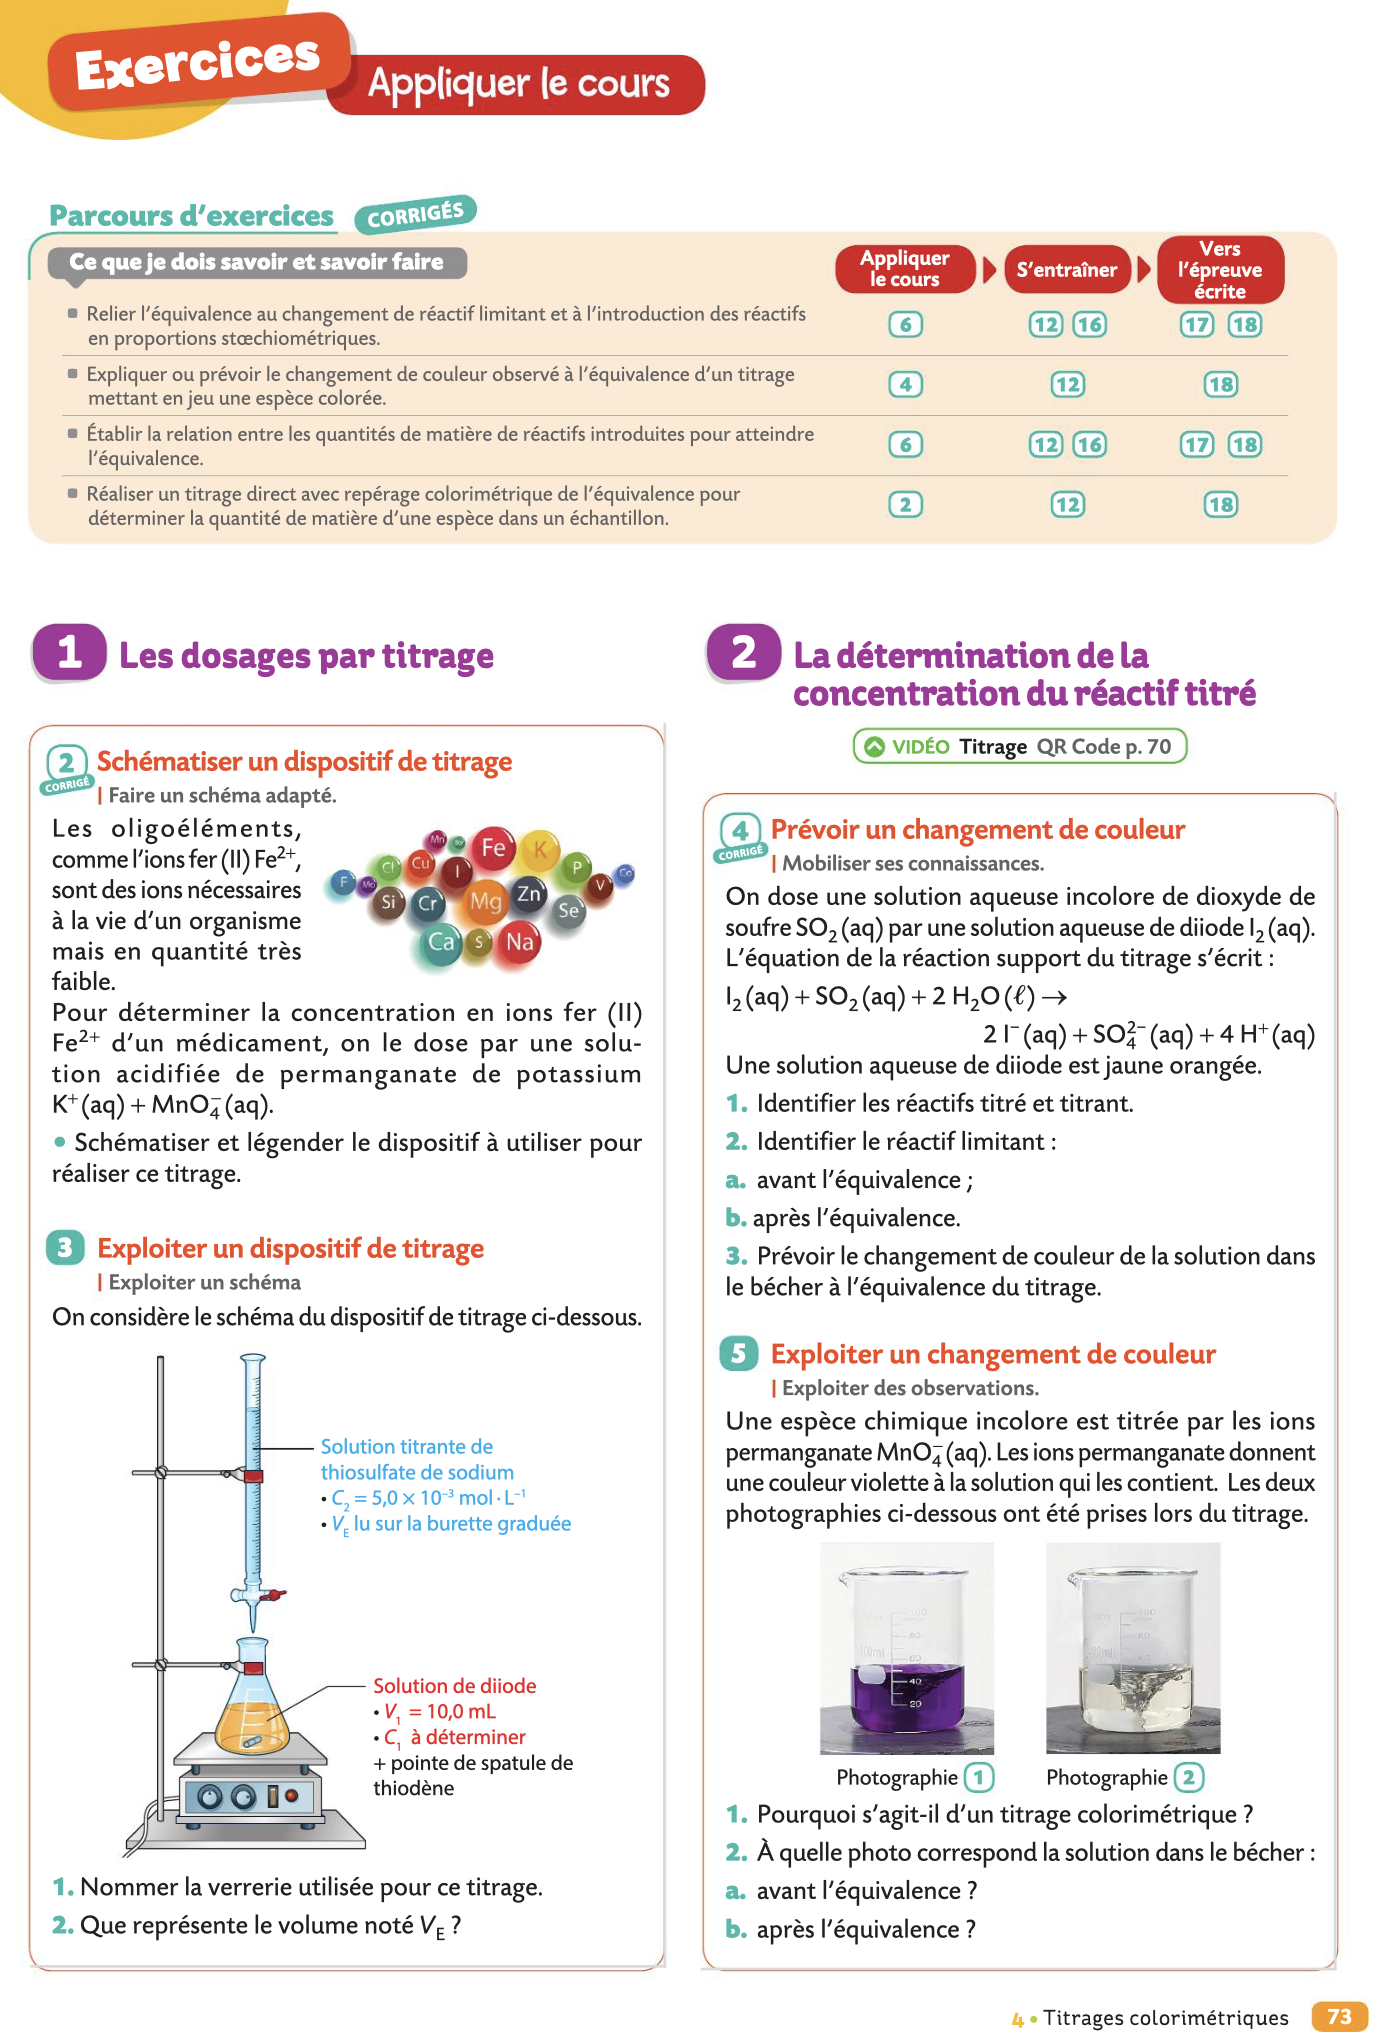 Exercices
Appliquer le cours
Parcours d'exercices CORRIGÉS
Ce que je dois savoir et savoir faire
Appliquer
le cours
S'entraîner
Vers
l'épreuve
écrite
Relier l'équivalence au changement de réactif limitant et à l'introduction des réactifs
en proportions stœchiométriques.
6 12 16 17 18
Expliquer ou prévoir le changement de couleur observé à l'équivalence d'un titrage
mettant en jeu une espèce colorée.
4 12 18
Établir la relation entre les quantités de matière de réactifs introduites pour atteindre
l'équivalence.
6 12 16 17 18
Réaliser un titrage direct avec repérage colorimétrique de l'équivalence pour
déterminer la quantité de matière d'une espèce dans un échantillon.
2 12 18
1 Les dosages par titrage
2 Schématiser un dispositif de titrage
CORRIGÉ
| Faire un schéma adapté.
Les oligoéléments,
comme l'ions fer (II) Fe²⁺,
sont des ions nécessaires
à la vie d'un organisme
mais en quantité très
faible.
Mn
Fe
K
Cl
Cu
I
P
Co
F
Mo
Si
Cr
Mg
Zn
V
Se
Ca
S
Na
Pour déterminer la concentration en ions fer (II)
Fe²⁺ d'un médicament, on le dose par une solu-
tion acidifiée de permanganate de potassium
K⁺(aq) + MnO₄⁻(aq).
• Schématiser et légender le dispositif à utiliser pour
réaliser ce titrage.
3 Exploiter un dispositif de titrage
| Exploiter un schéma
On considère le schéma du dispositif de titrage ci-dessous.
Solution titrante de
thiosulfate de sodium
• C₂ = 5,0 × 10⁻³ mol·L⁻¹
• V_E lu sur la burette graduée
Solution de diiode
• V₁ = 10,0 mL
• C₁ à déterminer
+ pointe de spatule de
thiodène
1. Nommer la verrerie utilisée pour ce titrage.
2. Que représente le volume noté V_E ?
2 La détermination de la
concentration du réactif titré
VIDÉO Titrage QR Code p. 70
4 Prévoir un changement de couleur
CORRIGÉ
| Mobiliser ses connaissances.
On dose une solution aqueuse incolore de dioxyde de
soufre SO₂(aq) par une solution aqueuse de diiode I₂(aq).
L'équation de la réaction support du titrage s'écrit :
I₂(aq) + SO₂(aq) + 2 H₂O(ℓ) →
2 I⁻(aq) + SO₄²⁻(aq) + 4 H⁺(aq)
Une solution aqueuse de diiode est jaune orangée.
1. Identifier les réactifs titré et titrant.
2. Identifier le réactif limitant :
a. avant l'équivalence ;
b. après l'équivalence.
3. Prévoir le changement de couleur de la solution dans
le bécher à l'équivalence du titrage.
5 Exploiter un changement de couleur
| Exploiter des observations.
Une espèce chimique incolore est titrée par les ions
permanganate MnO₄⁻(aq). Les ions permanganate donnent
une couleur violette à la solution qui les contient. Les deux
photographies ci-dessous ont été prises lors du titrage.
100
80
60
40
20
Photographie 1
Photographie 2
1. Pourquoi s'agit-il d'un titrage colorimétrique ?
2. À quelle photo correspond la solution dans le bécher :
a. avant l'équivalence ?
b. après l'équivalence ?
4 • Titrages colorimétriques 73